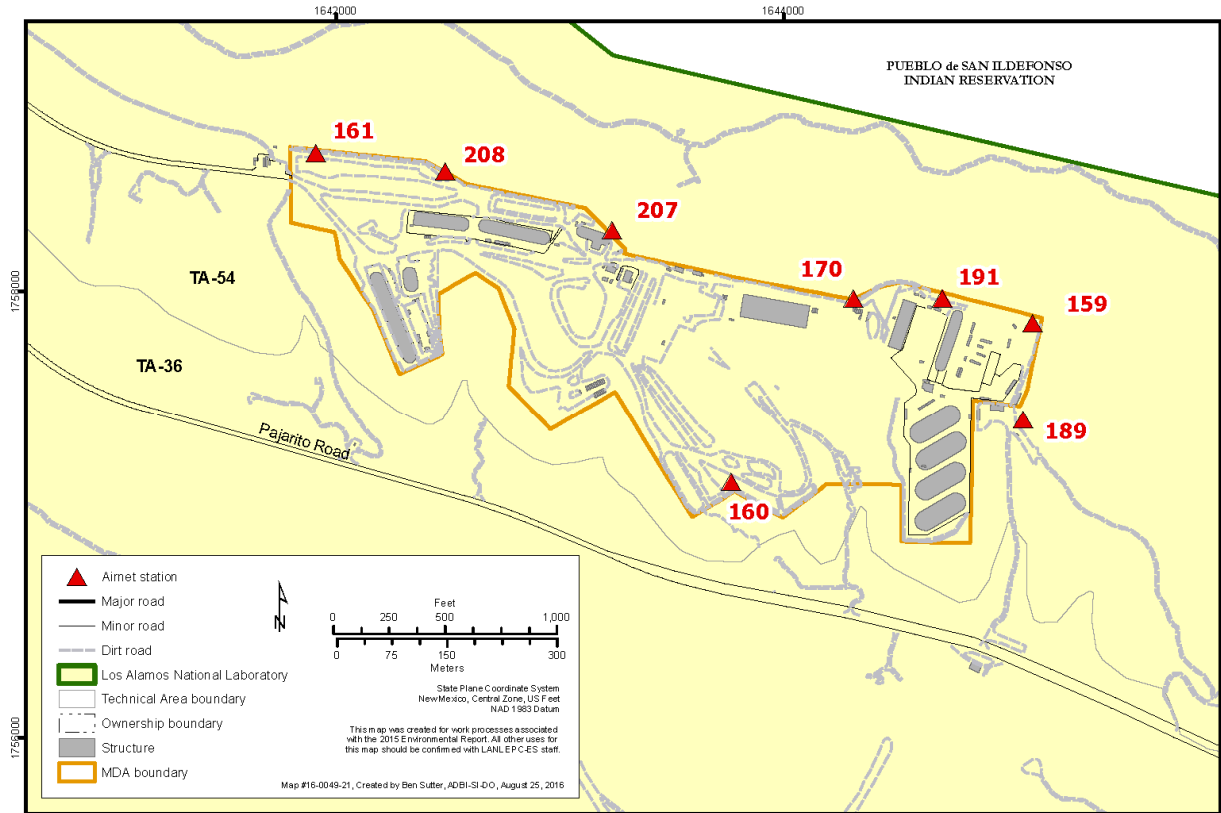 1642000
1644000
PUEBLO de SAN ILDEFONSO
INDIAN RESERVATION
161
208
207
170
191
159
1758000
TA-54
TA-36
189
Pajarito Road
160
Airnet station
Major road
Minor road
Dirt road
Los Alamos National Laboratory
Technical Area boundary
Ownership boundary
Structure
MDA boundary
N
Feet
0 250 500 1,000
0 75 150 300
Meters
State Plane Coordinate System
New Mexico, Central Zone, US Feet
NAD 1983 Datum
This map was created for work processes associated
with the 2015 Environmental Report. All other uses for
this map should be confirmed with LANL EPC-ES staff.
Map #16-0049-21, Created by Ben Sutter, ADBI-SI-DO, August 25, 2016
1756000